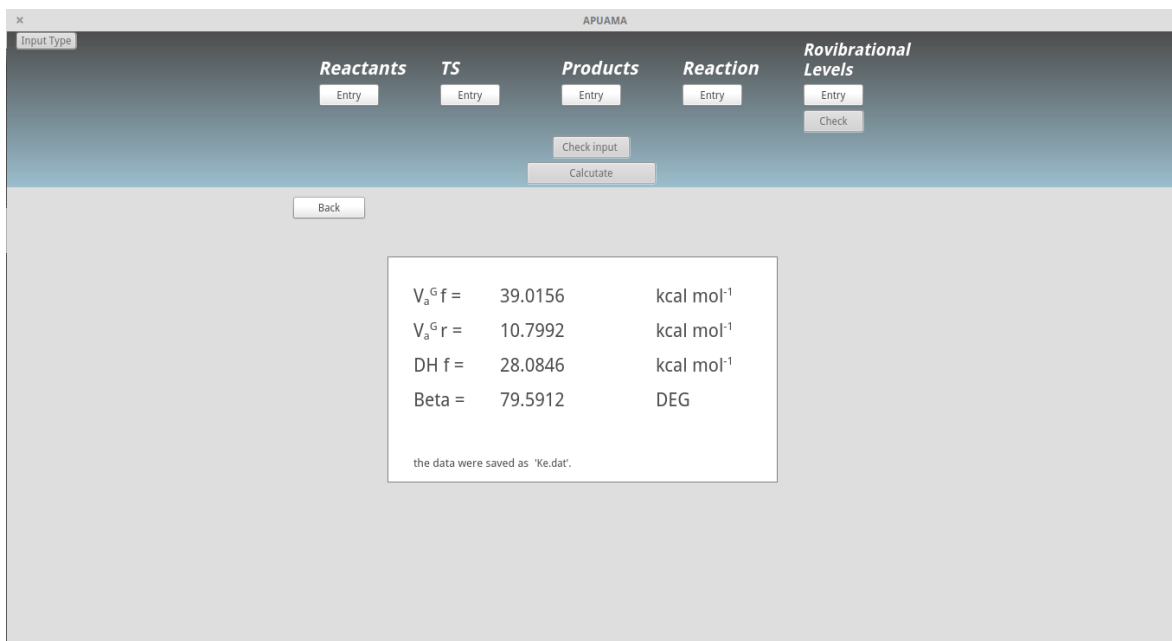 × APUAMA
Input Type
Reactants TS Products Reaction Rovibrational Levels
Entry Entry Entry Entry Entry
Check
Check input
Calcutate
Back
Vₐᴳf = 39.0156 kcal mol⁻¹
Vₐᴳr = 10.7992 kcal mol⁻¹
DH f = 28.0846 kcal mol⁻¹
Beta = 79.5912 DEG
the data were saved as 'Ke.dat'.